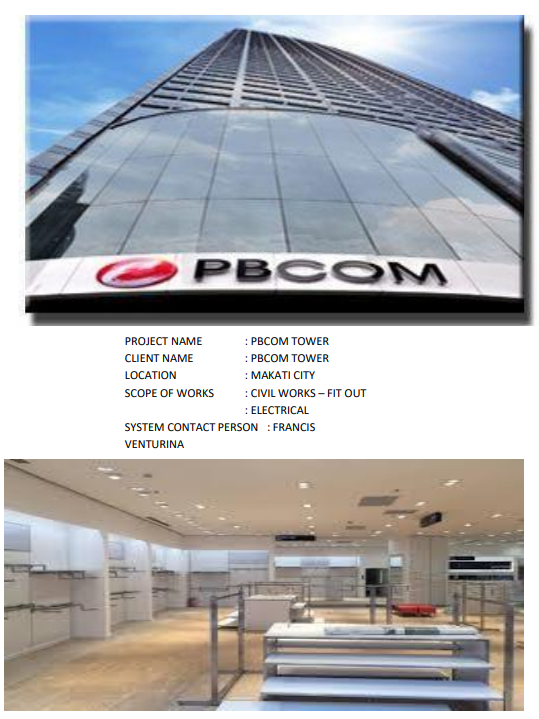 PBCOM
PROJECT NAME : PBCOM TOWER
CLIENT NAME : PBCOM TOWER
LOCATION : MAKATI CITY
SCOPE OF WORKS : CIVIL WORKS – FIT OUT
: ELECTRICAL
SYSTEM CONTACT PERSON : FRANCIS
VENTURINA